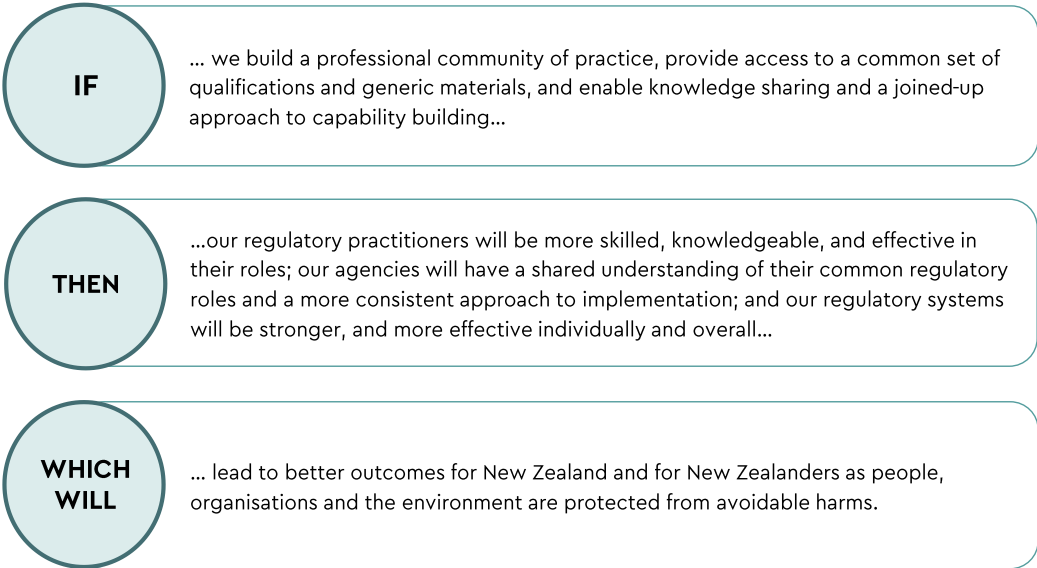 IF
... we build a professional community of practice, provide access to a common set of
qualifications and generic materials, and enable knowledge sharing and a joined-up
approach to capability building...
THEN
...our regulatory practitioners will be more skilled, knowledgeable, and effective in
their roles; our agencies will have a shared understanding of their common regulatory
roles and a more consistent approach to implementation; and our regulatory systems
will be stronger, and more effective individually and overall...
WHICH
WILL
... lead to better outcomes for New Zealand and for New Zealanders as people,
organisations and the environment are protected from avoidable harms.